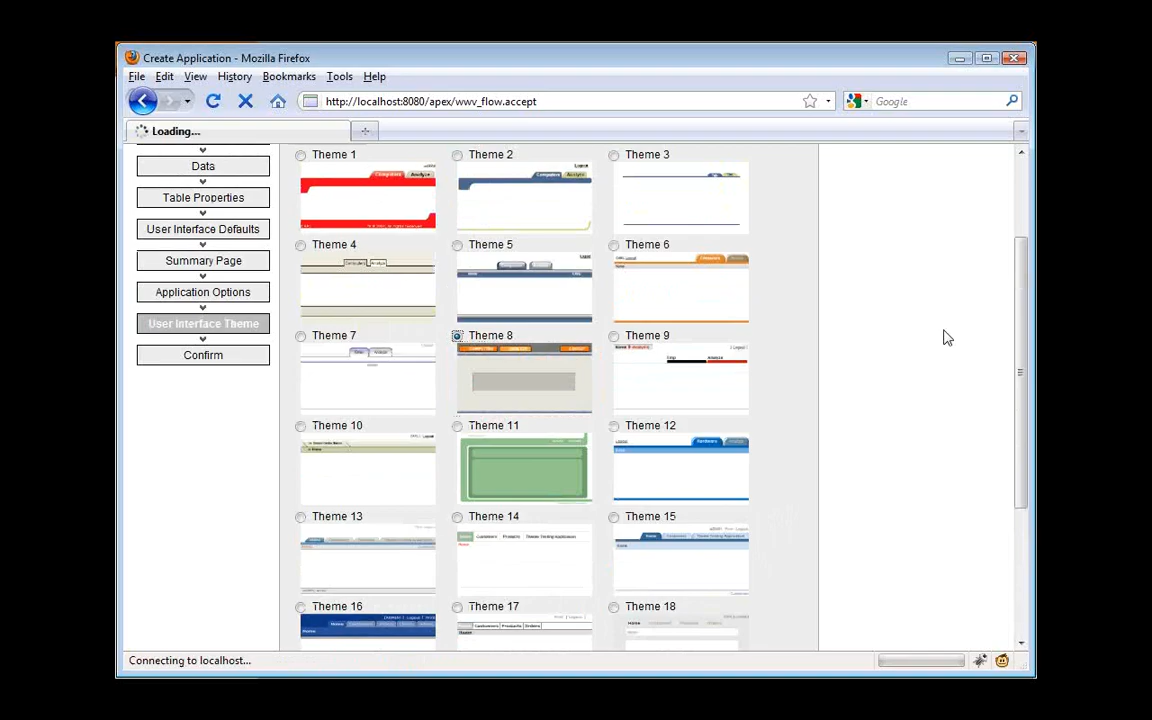 Create Application - Mozilla Firefox
File Edit View History Bookmarks Tools Help
http://localhost:8080/apex/wwv_flow.accept
Google
Loading...
Data
Table Properties
User Interface Defaults
Summary Page
Application Options
User Interface Theme
Confirm
Theme 1 Theme 2 Theme 3
Theme 4 Theme 5 Theme 6
Theme 7 Theme 8 Theme 9
Theme 10 Theme 11 Theme 12
Theme 13 Theme 14 Theme 15
Theme 16 Theme 17 Theme 18
Connecting to localhost...